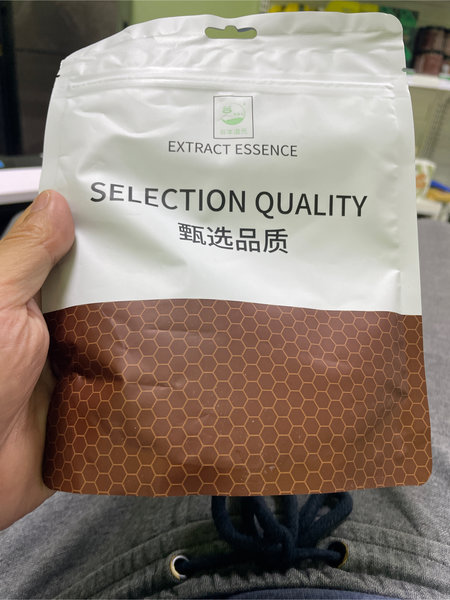 EXTRACT ESSENCE
SELECTION QUALITY
甄选品质